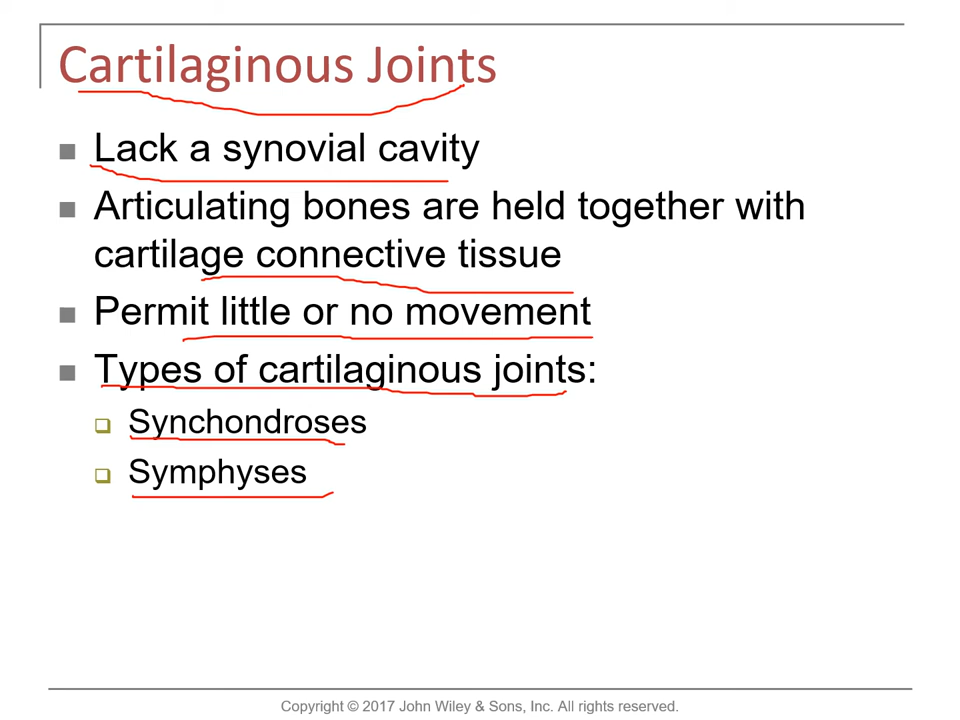 Cartilaginous Joints
Lack a synovial cavity
Articulating bones are held together with
cartilage connective tissue
Permit little or no movement
Types of cartilaginous joints:
Synchondroses
Symphyses
Copyright © 2017 John Wiley & Sons, Inc. All rights reserved.